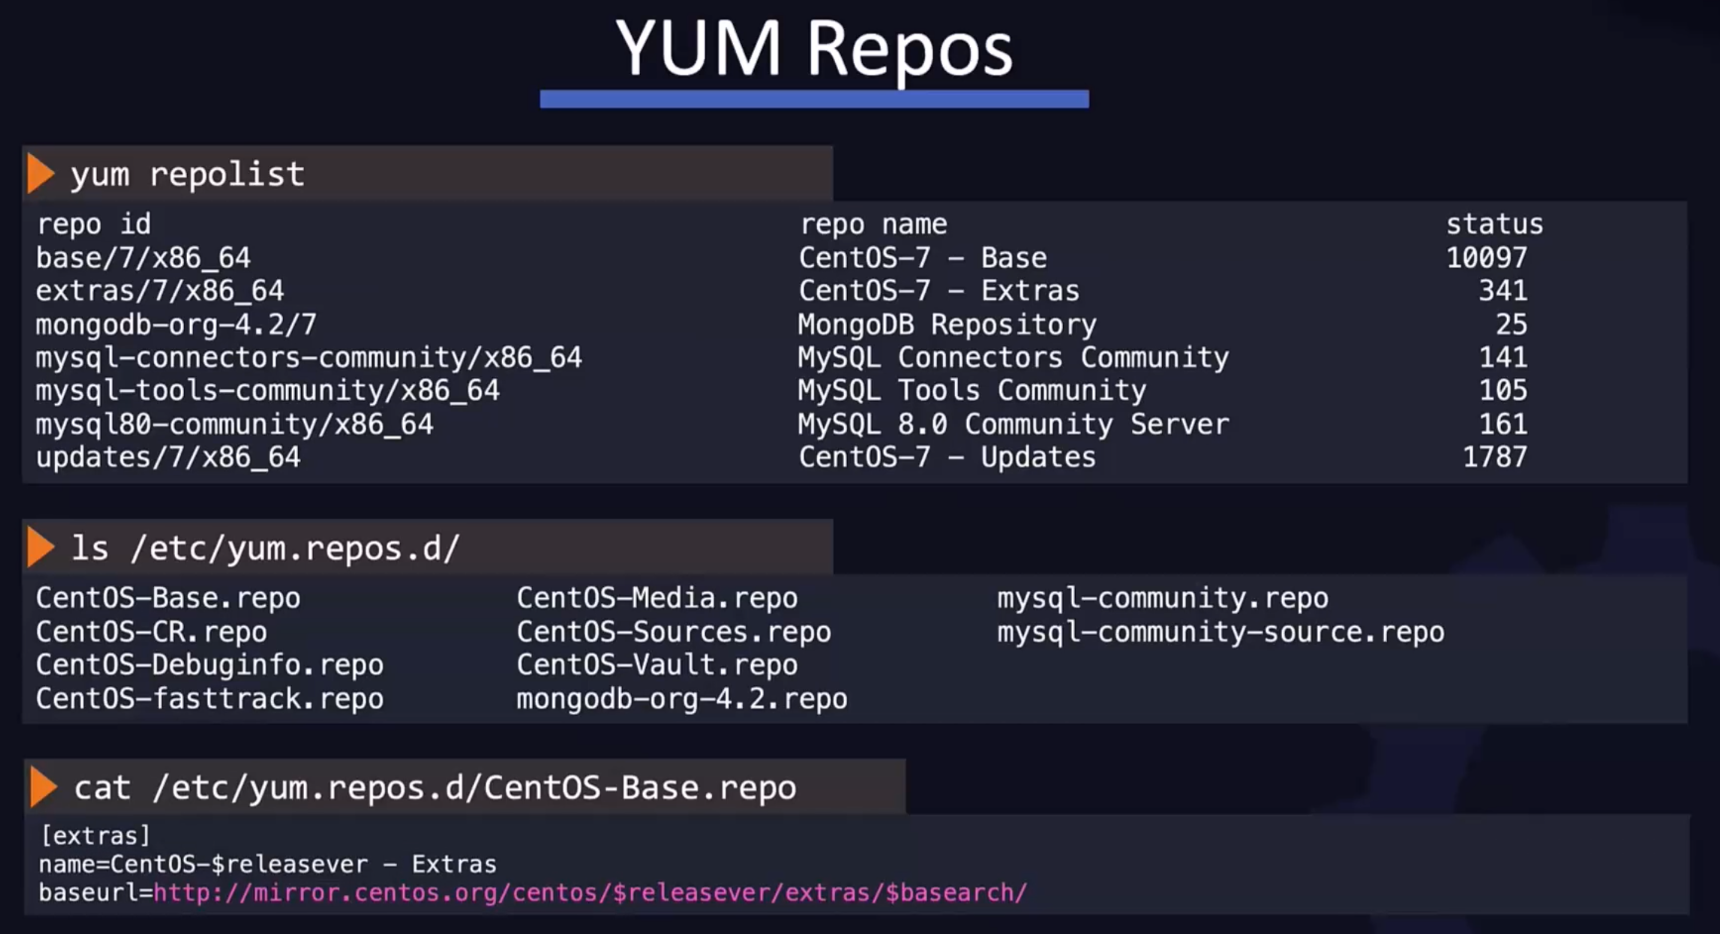 YUM Repos
yum repolist
repo id repo name status
base/7/x86_64 CentOS-7 - Base 10097
extras/7/x86_64 CentOS-7 - Extras 341
mongodb-org-4.2/7 MongoDB Repository 25
mysql-connectors-community/x86_64 MySQL Connectors Community 141
mysql-tools-community/x86_64 MySQL Tools Community 105
mysql80-community/x86_64 MySQL 8.0 Community Server 161
updates/7/x86_64 CentOS-7 - Updates 1787
ls /etc/yum.repos.d/
CentOS-Base.repo CentOS-Media.repo mysql-community.repo
CentOS-CR.repo CentOS-Sources.repo mysql-community-source.repo
CentOS-Debuginfo.repo CentOS-Vault.repo
CentOS-fasttrack.repo mongodb-org-4.2.repo
cat /etc/yum.repos.d/CentOS-Base.repo
[extras]
name=CentOS-$releasever - Extras
baseurl=http://mirror.centos.org/centos/$releasever/extras/$basearch/